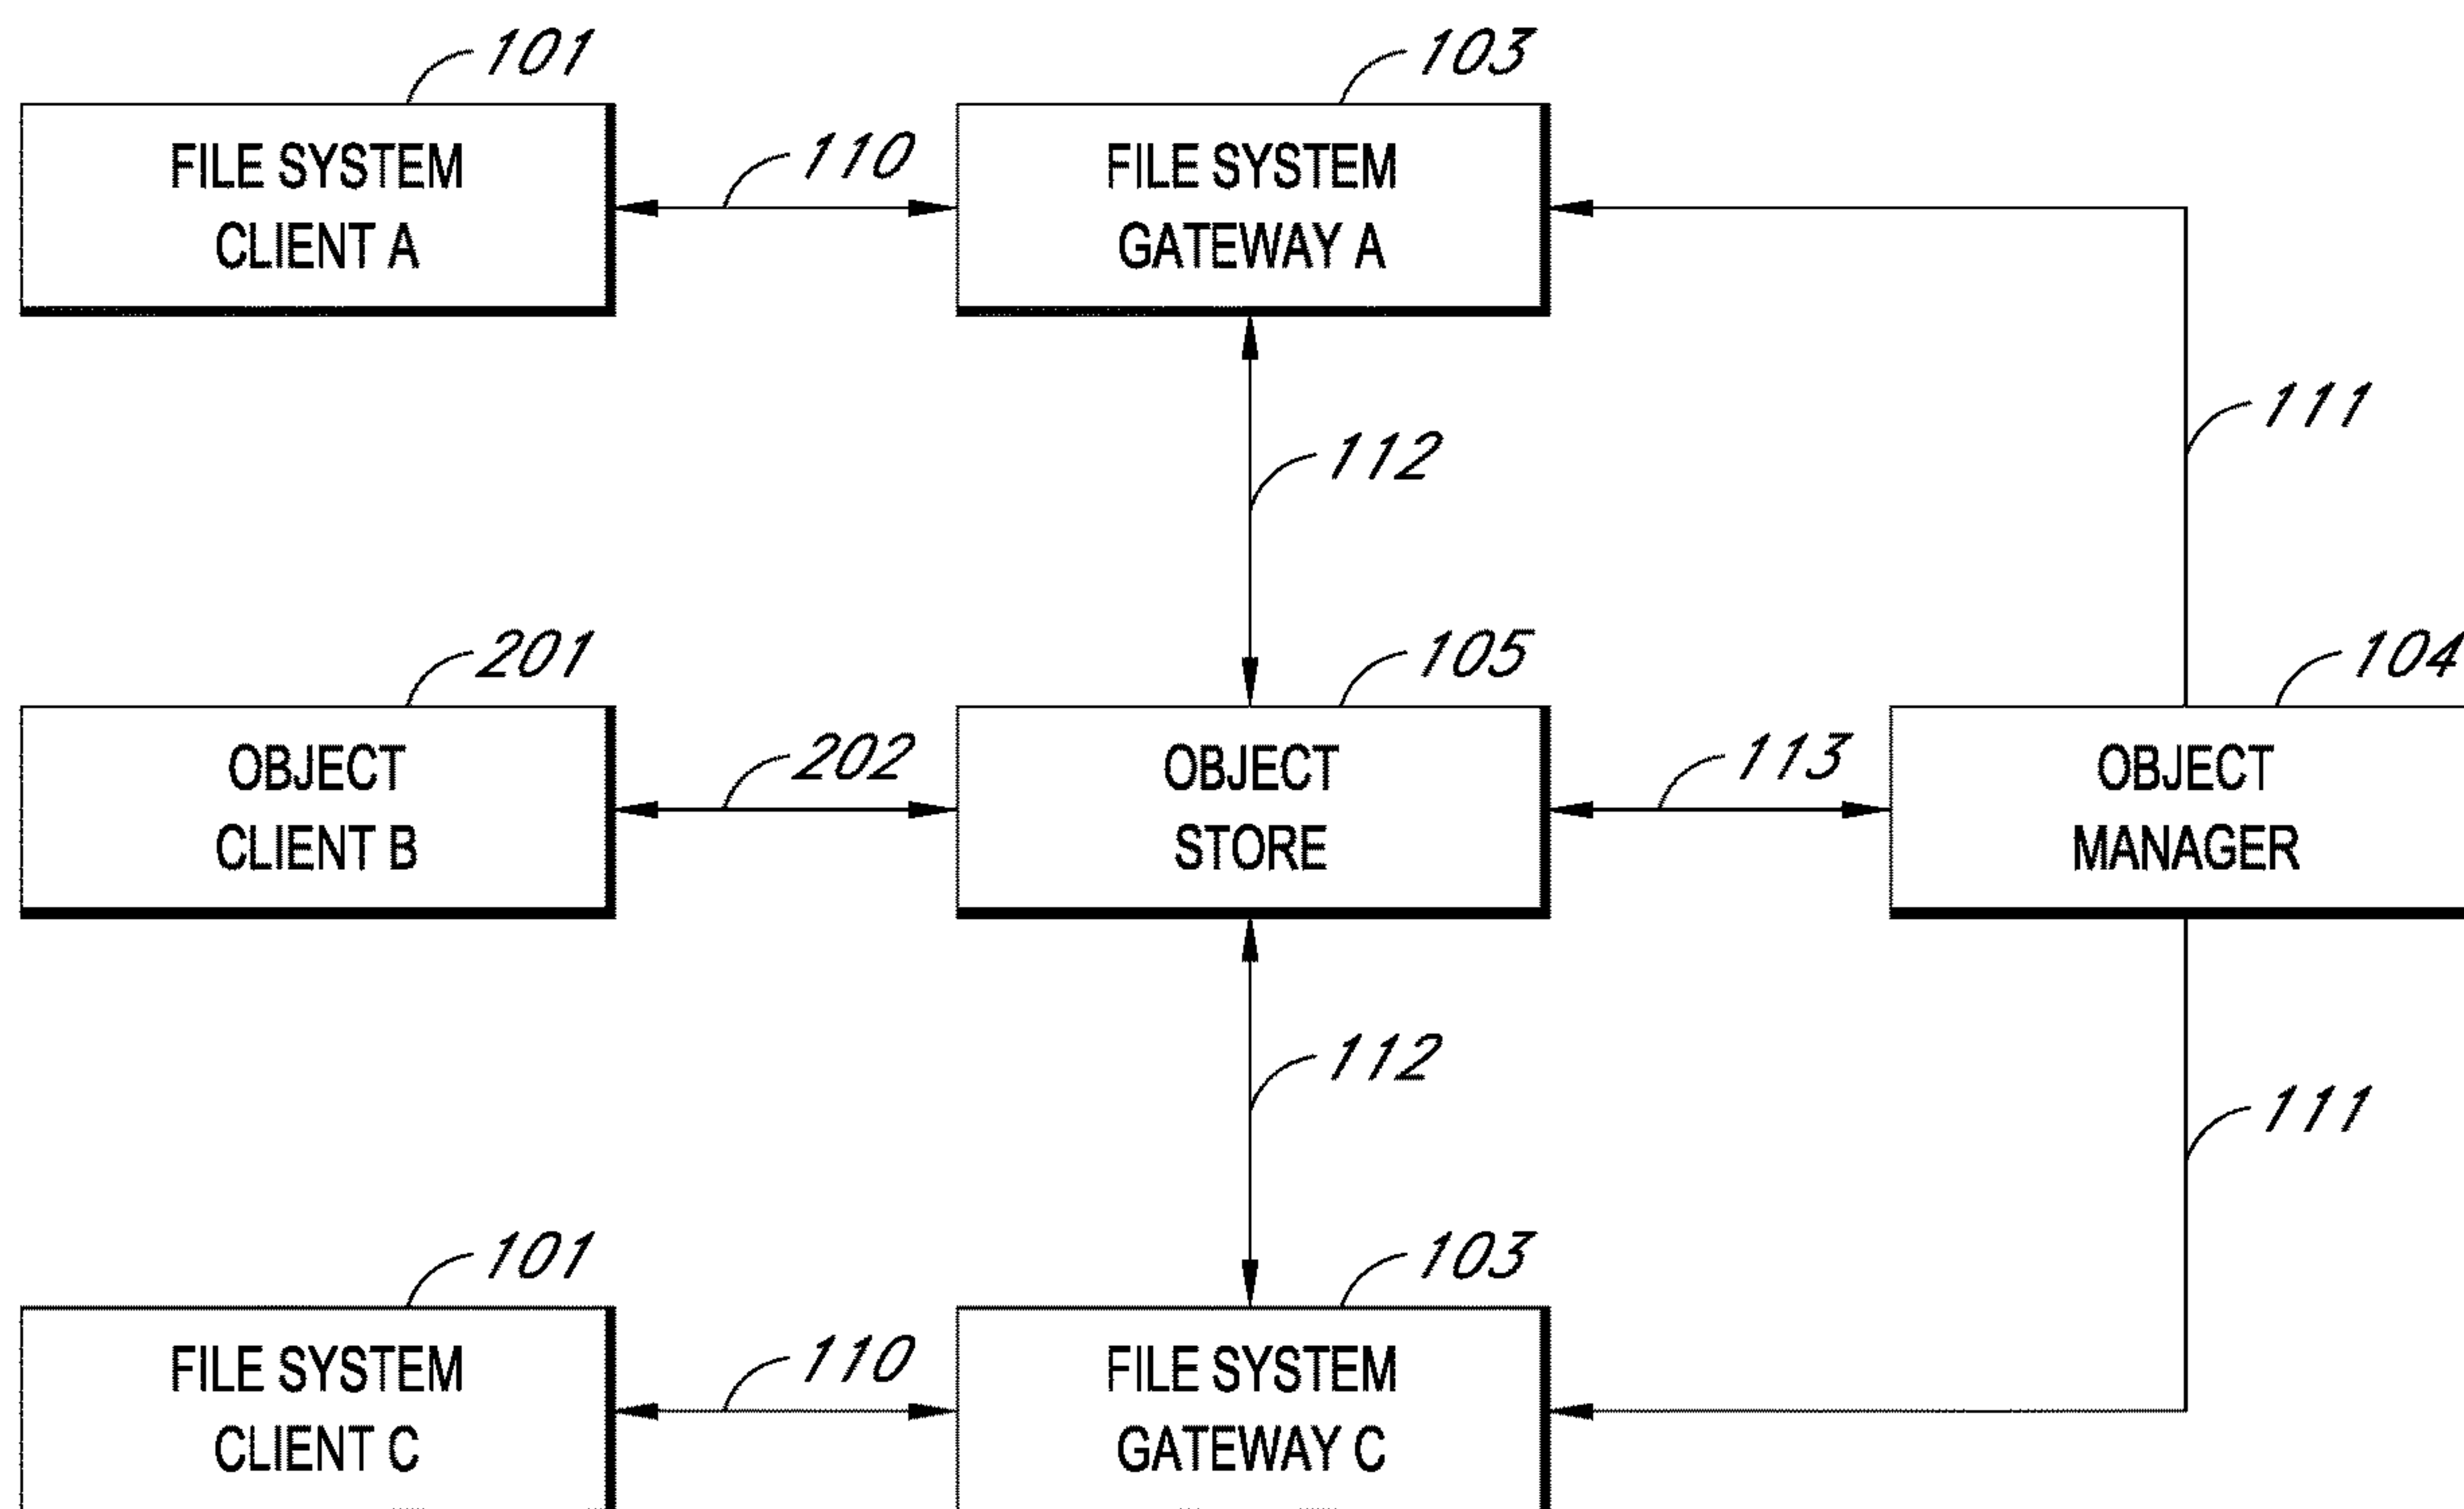 101
103
FILE SYSTEM
CLIENT A
110
FILE SYSTEM
GATEWAY A
111
112
201
105
104
OBJECT
CLIENT B
202
OBJECT
STORE
113
OBJECT
MANAGER
112
111
101
103
FILE SYSTEM
CLIENT C
110
FILE SYSTEM
GATEWAY C